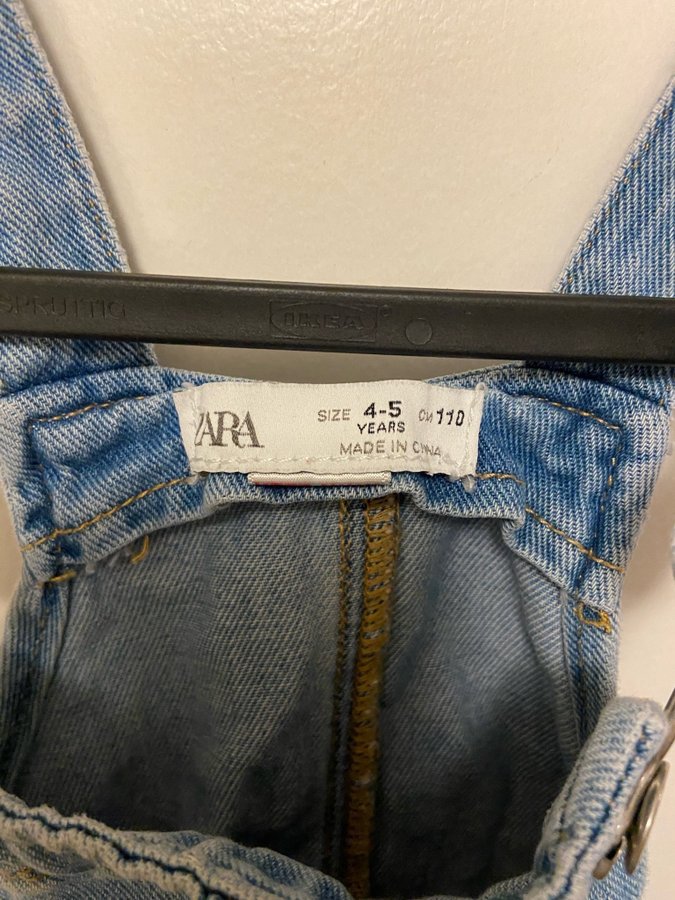 SPRUTTIG
IKEA
ZARA
SIZE 4-5 CM 110
YEARS
MADE IN CHINA